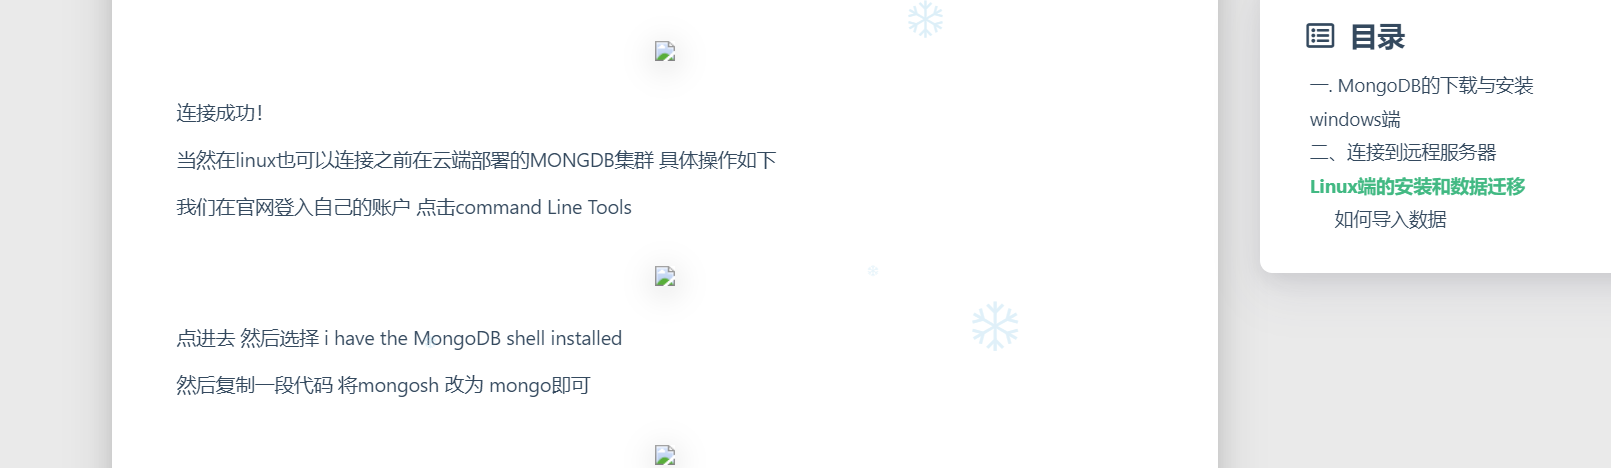 连接成功！
当然在linux也可以连接之前在云端部署的MONGDB集群 具体操作如下
我们在官网登入自己的账户 点击command Line Tools
点进去 然后选择 i have the MongoDB shell installed
然后复制一段代码 将mongosh 改为 mongo即可
目录
一. MongoDB的下载与安装
windows端
二、连接到远程服务器
Linux端的安装和数据迁移
如何导入数据